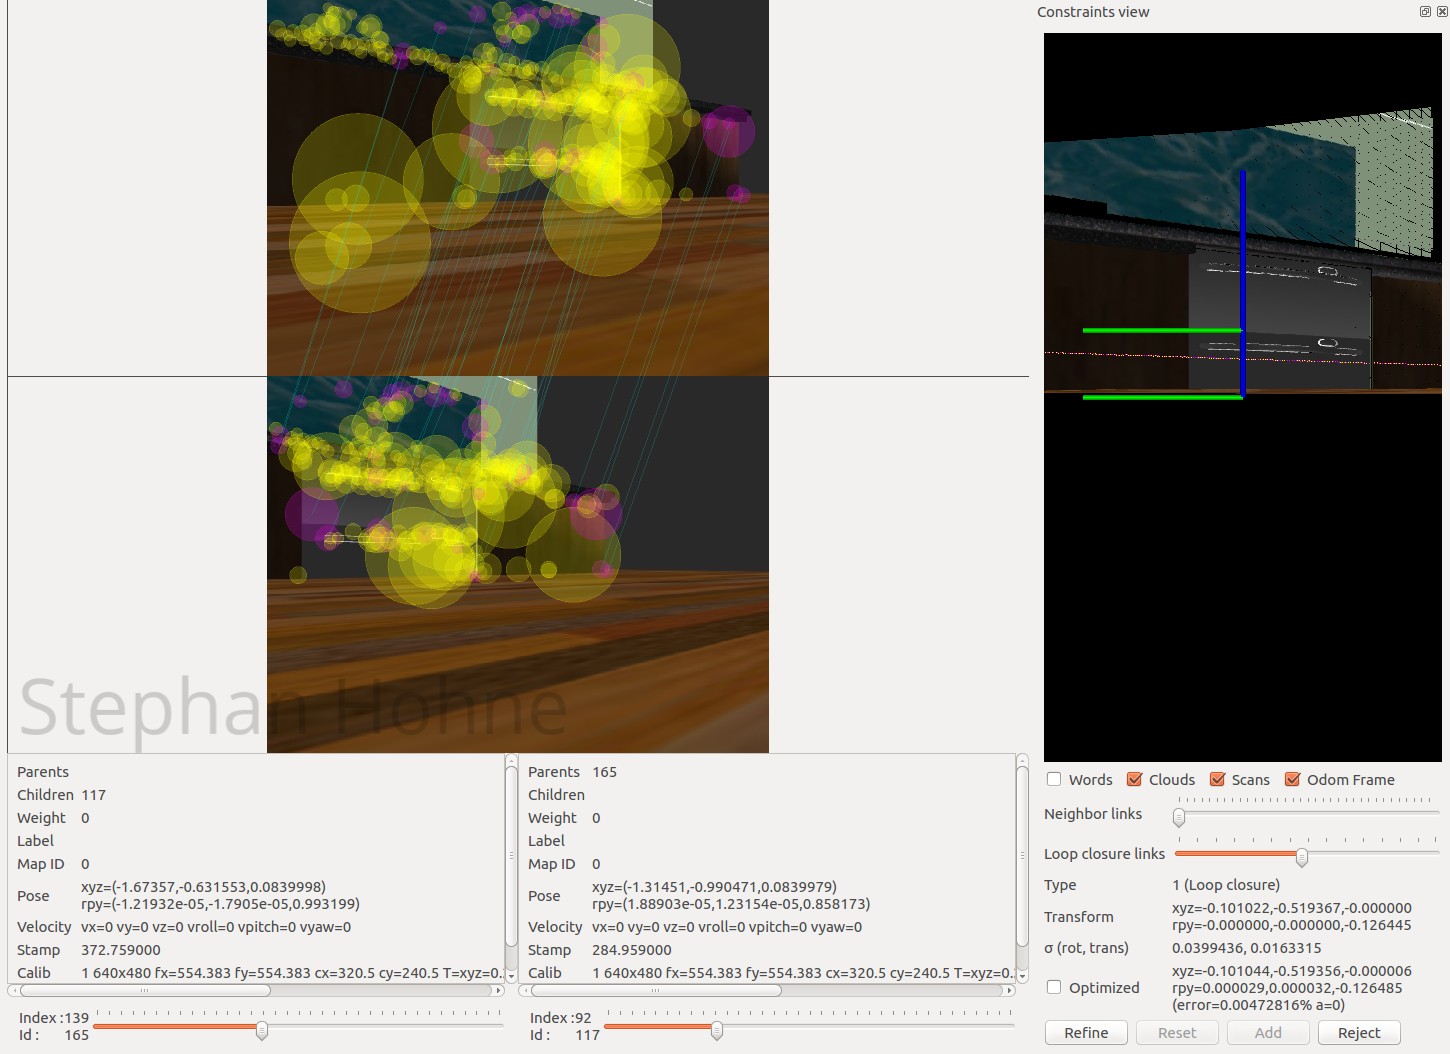 Constraints view
Stephan Hohne
Parents
Children 117
Weight 0
Label
Map ID 0
Pose xyz=(-1.67357,-0.631553,0.0839998)
rpy=(-1.21932e-05,-1.7905e-05,0.993199)
Velocity vx=0 vy=0 vz=0 vroll=0 vpitch=0 vyaw=0
Stamp 372.759000
Calib 1 640x480 fx=554.383 fy=554.383 cx=320.5 cy=240.5 T=xyz=0.
Index :139
Id : 165
Parents 165
Children
Weight 0
Label
Map ID 0
Pose xyz=(-1.31451,-0.990471,0.0839979)
rpy=(1.88903e-05,1.23154e-05,0.858173)
Velocity vx=0 vy=0 vz=0 vroll=0 vpitch=0 vyaw=0
Stamp 284.959000
Calib 1 640x480 fx=554.383 fy=554.383 cx=320.5 cy=240.5 T=xyz=0.
Index :92
Id : 117
Words Clouds Scans Odom Frame
Neighbor links
Loop closure links
Type 1 (Loop closure)
Transform xyz=-0.101022,-0.519367,-0.000000
rpy=-0.000000,-0.000000,-0.126445
σ (rot, trans) 0.0399436, 0.0163315
Optimized xyz=-0.101044,-0.519356,-0.000006
rpy=0.000029,0.000032,-0.126485
(error=0.00472816% a=0)
Refine Reset Add Reject